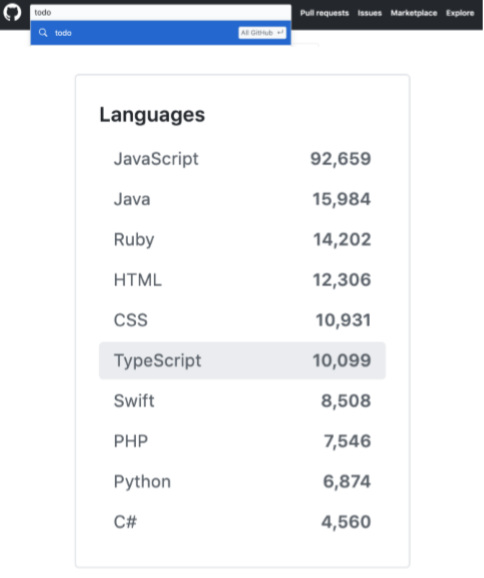 todo Pull requests Issues Marketplace Explore
todo All GitHub ⏎
Languages
JavaScript 92,659
Java 15,984
Ruby 14,202
HTML 12,306
CSS 10,931
TypeScript 10,099
Swift 8,508
PHP 7,546
Python 6,874
C# 4,560